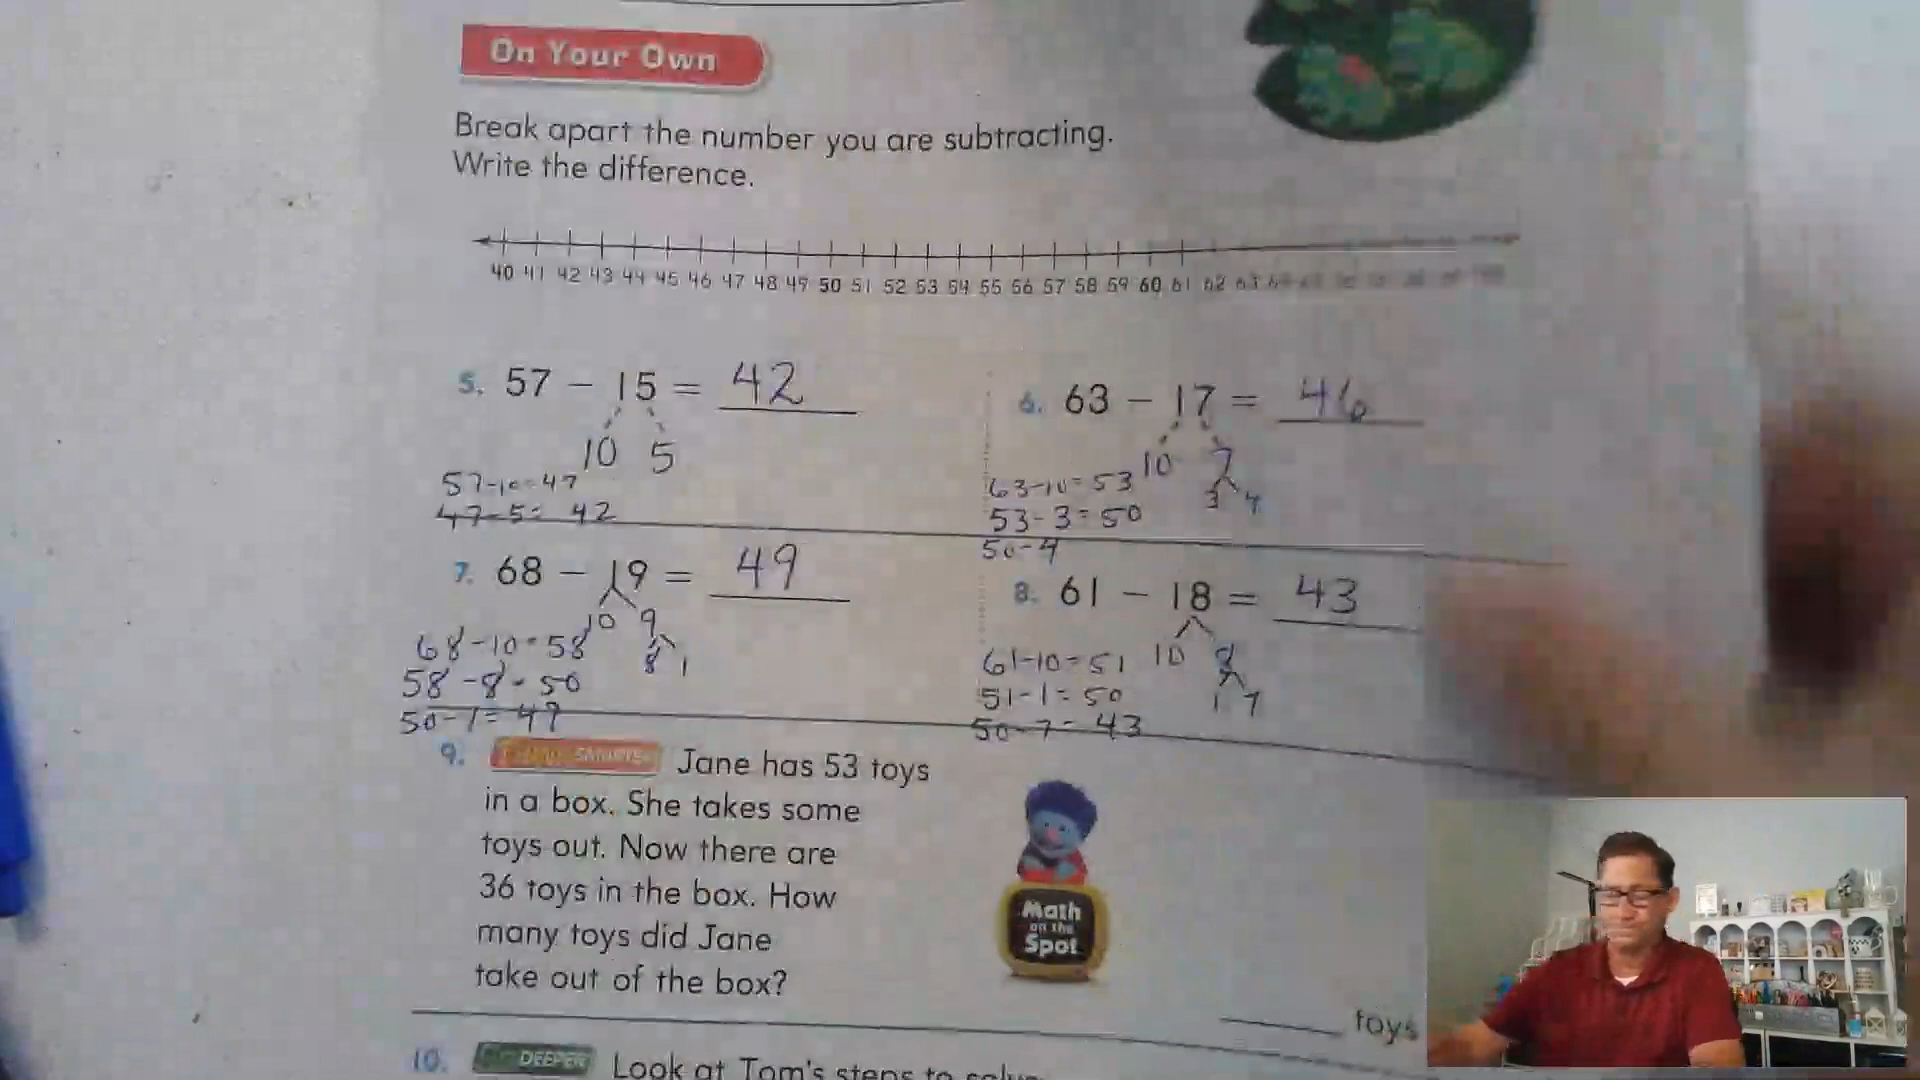 On Your Own
Break apart the number you are subtracting.
Write the difference.
40 41 42 43 44 45 46 47 48 49 50 51 52 53 54 55 56 57 58 59 60 61 62 63
5. 57 − 15 = 42
10 5
57-10=47
47-5= 42
6. 63 − 17 = 46
10 7
3 4
63-10=53
53-3=50
50-4
7. 68 − 19 = 49
10 9
8 1
68-10=58
58-8=50
50-1=49
8. 61 − 18 = 43
10 8
1 7
61-10=51
51-1=50
50-7=43
9. SMARTER Jane has 53 toys
in a box. She takes some
toys out. Now there are
36 toys in the box. How
many toys did Jane
take out of the box?
Math
on the
Spot
____ toys
10. DEEPER Look at Tom's steps to solve